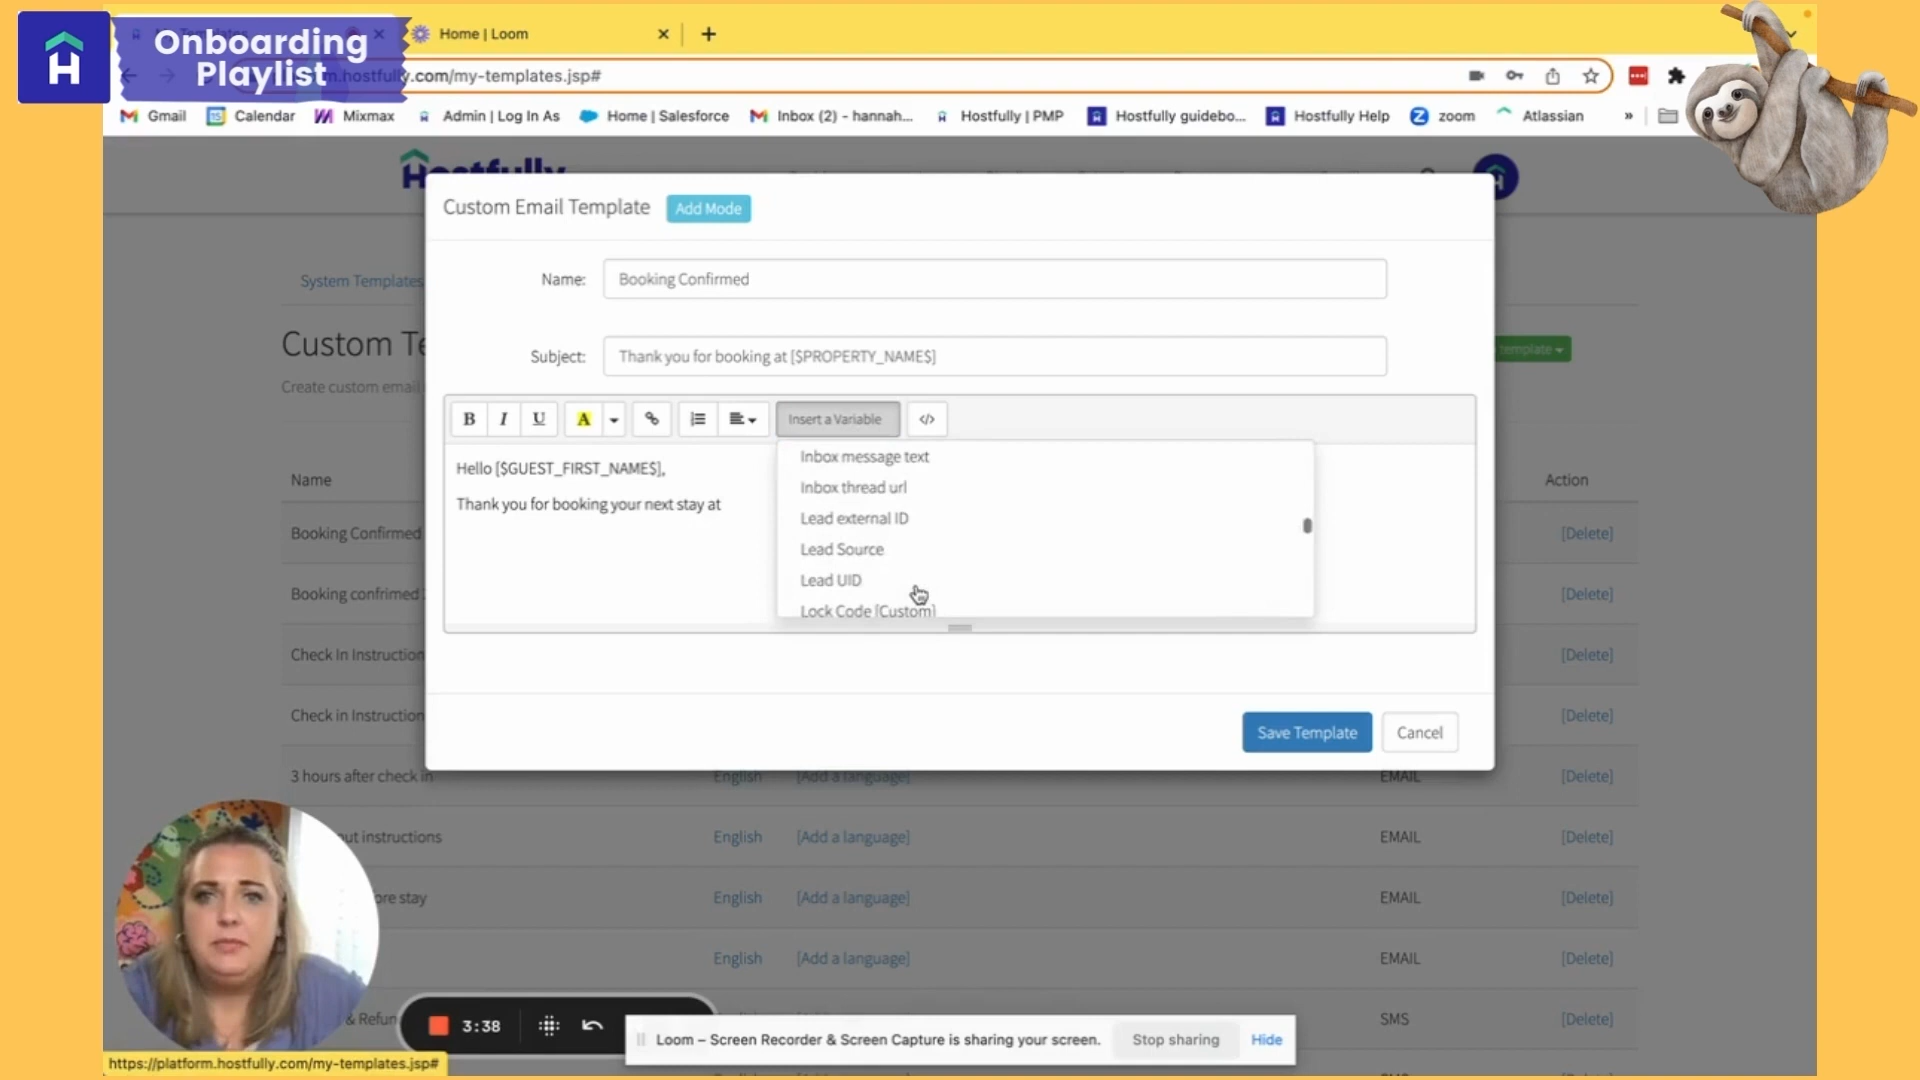 Onboarding
Playlist
Home | Loom
.hostfully.com/my-templates.jsp#
Gmail
Calendar
Mixmax
Admin | Log In As
Home | Salesforce
Inbox (2) - hannah...
Hostfully | PMP
Hostfully guidebo...
Hostfully Help
zoom
Atlassian
»
Hostfully
Custom Email Template
Add Mode
Name:
Booking Confirmed
System Templates
Subject:
Thank you for booking at [$PROPERTY_NAME$]
Custom Te
template
Create custom email
B I U A
Insert a Variable
</>
Hello [$GUEST_FIRST_NAME$],
Thank you for booking your next stay at
Inbox message text
Inbox thread url
Lead external ID
Lead Source
Lead UID
Lock Code [Custom]
Name
Action
Booking Confirmed
[Delete]
Booking confrimed
[Delete]
Check In Instruction
[Delete]
Check in Instruction
[Delete]
Save Template
Cancel
3 hours after check in
English
[Add a language]
EMAIL
[Delete]
out instructions
English
[Add a language]
EMAIL
[Delete]
ore stay
English
[Add a language]
EMAIL
[Delete]
English
[Add a language]
EMAIL
[Delete]
& Refun
SMS
[Delete]
3:38
Loom – Screen Recorder & Screen Capture is sharing your screen.
Stop sharing
Hide
https://platform.hostfully.com/my-templates.jsp#